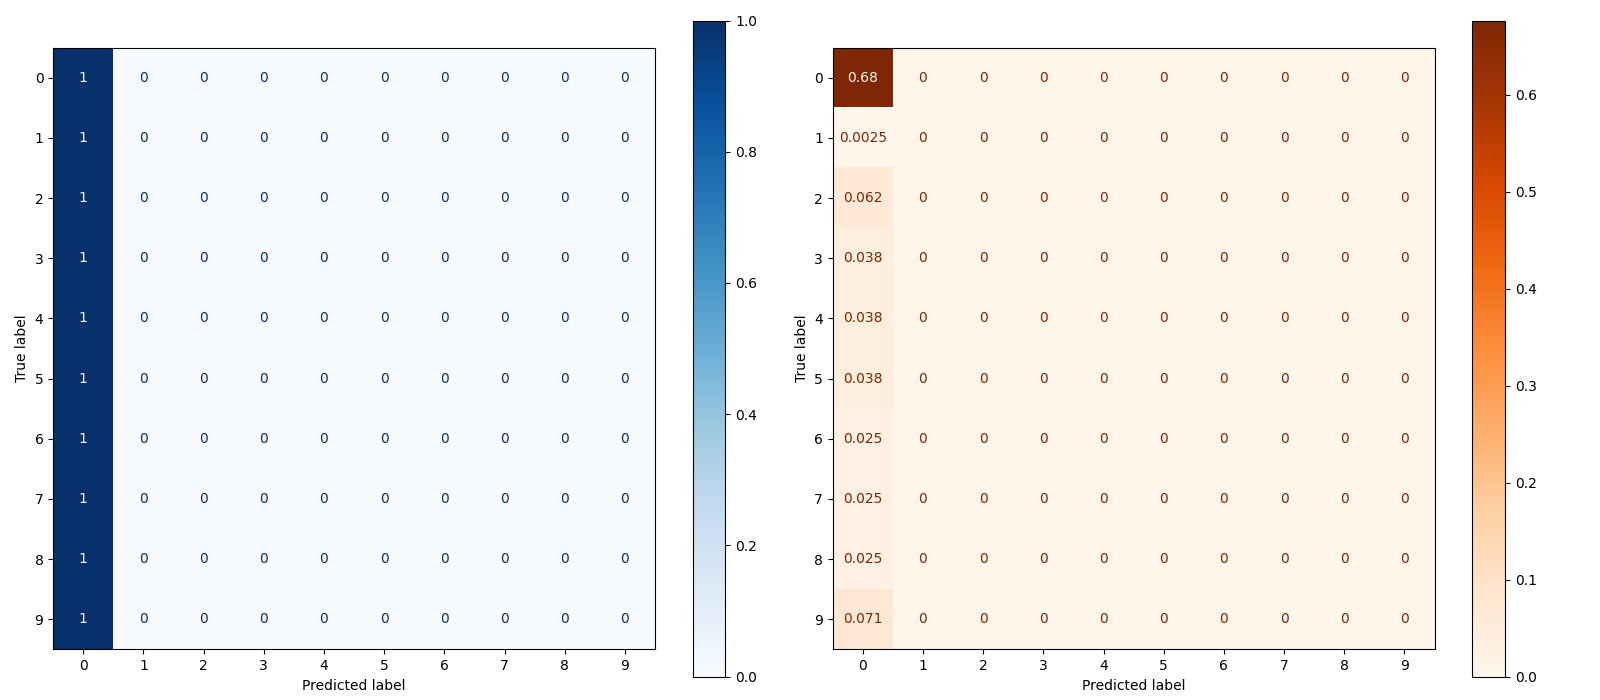 0 1 0 0 0 0 0 0 0 0 0
1 1 0 0 0 0 0 0 0 0 0
2 1 0 0 0 0 0 0 0 0 0
3 1 0 0 0 0 0 0 0 0 0
4 1 0 0 0 0 0 0 0 0 0
5 1 0 0 0 0 0 0 0 0 0
6 1 0 0 0 0 0 0 0 0 0
7 1 0 0 0 0 0 0 0 0 0
8 1 0 0 0 0 0 0 0 0 0
9 1 0 0 0 0 0 0 0 0 0
0 1 2 3 4 5 6 7 8 9
True label
Predicted label
1.0
0.8
0.6
0.4
0.2
0.0
0 0.68 0 0 0 0 0 0 0 0 0
1 0.0025 0 0 0 0 0 0 0 0 0
2 0.062 0 0 0 0 0 0 0 0 0
3 0.038 0 0 0 0 0 0 0 0 0
4 0.038 0 0 0 0 0 0 0 0 0
5 0.038 0 0 0 0 0 0 0 0 0
6 0.025 0 0 0 0 0 0 0 0 0
7 0.025 0 0 0 0 0 0 0 0 0
8 0.025 0 0 0 0 0 0 0 0 0
9 0.071 0 0 0 0 0 0 0 0 0
0 1 2 3 4 5 6 7 8 9
True label
Predicted label
0.6
0.5
0.4
0.3
0.2
0.1
0.0